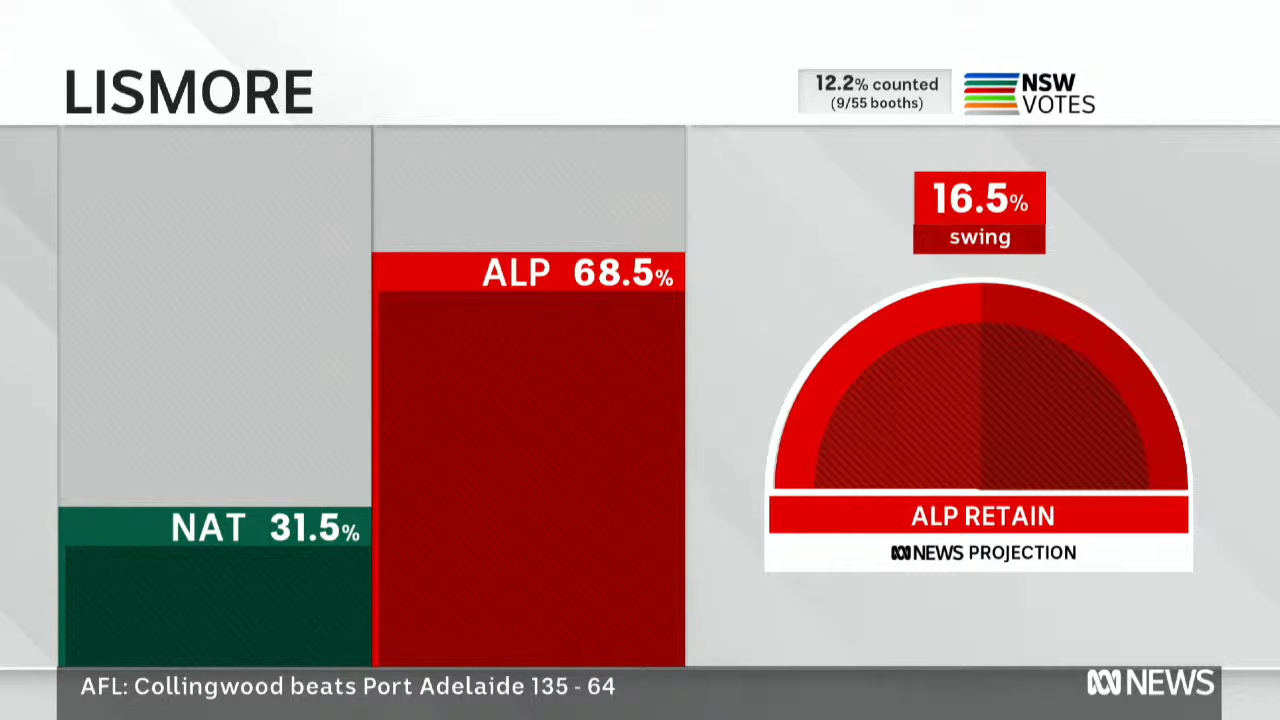 LISMORE
12.2% counted
(9/55 booths)
NSW
VOTES
16.5%
swing
ALP 68.5%
NAT 31.5%
ALP RETAIN
NEWS PROJECTION
AFL: Collingwood beats Port Adelaide 135 - 64
NEWS